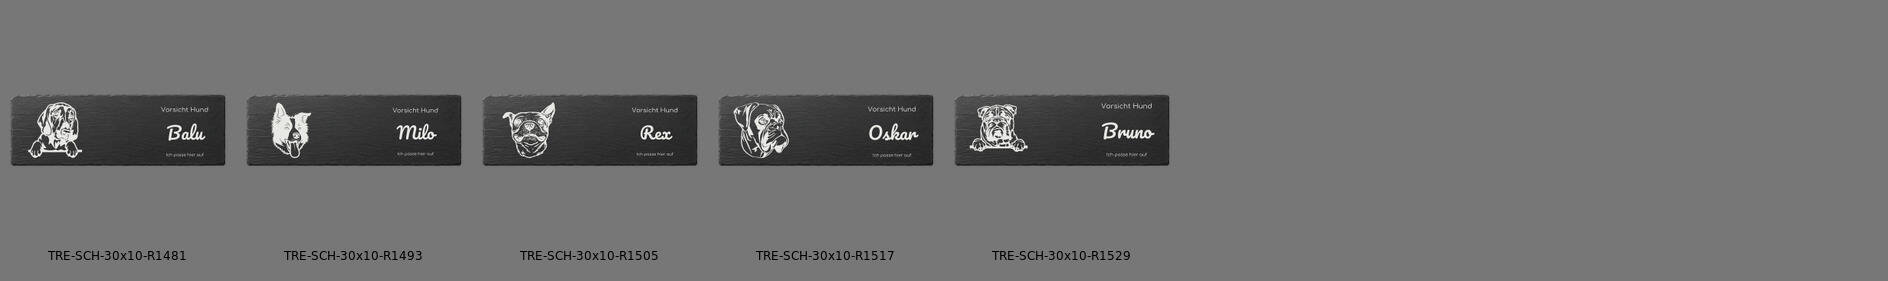 Vorsicht Hund
Balu
Ich passe hier auf
TRE-SCH-30x10-R1481
Vorsicht Hund
Milo
Ich passe hier auf
TRE-SCH-30x10-R1493
Vorsicht Hund
Rex
Ich passe hier auf
TRE-SCH-30x10-R1505
Vorsicht Hund
Oskar
Ich passe hier auf
TRE-SCH-30x10-R1517
Vorsicht Hund
Bruno
Ich passe hier auf
TRE-SCH-30x10-R1529